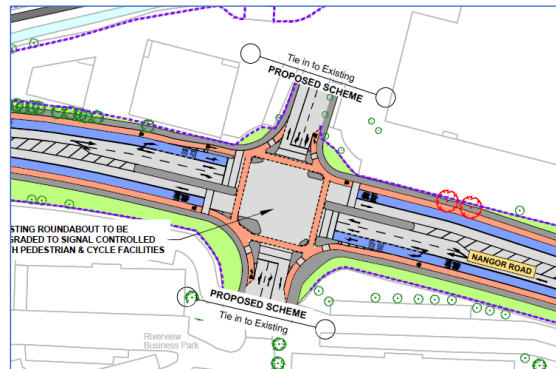 Tie in to Existing
PROPOSED SCHEME
STING ROUNDABOUT TO BE
GRADED TO SIGNAL CONTROLLED
H PEDESTRIAN & CYCLE FACILITIES
NANGOR ROAD
PROPOSED SCHEME
Tie in to Existing
Riverview
Business Park